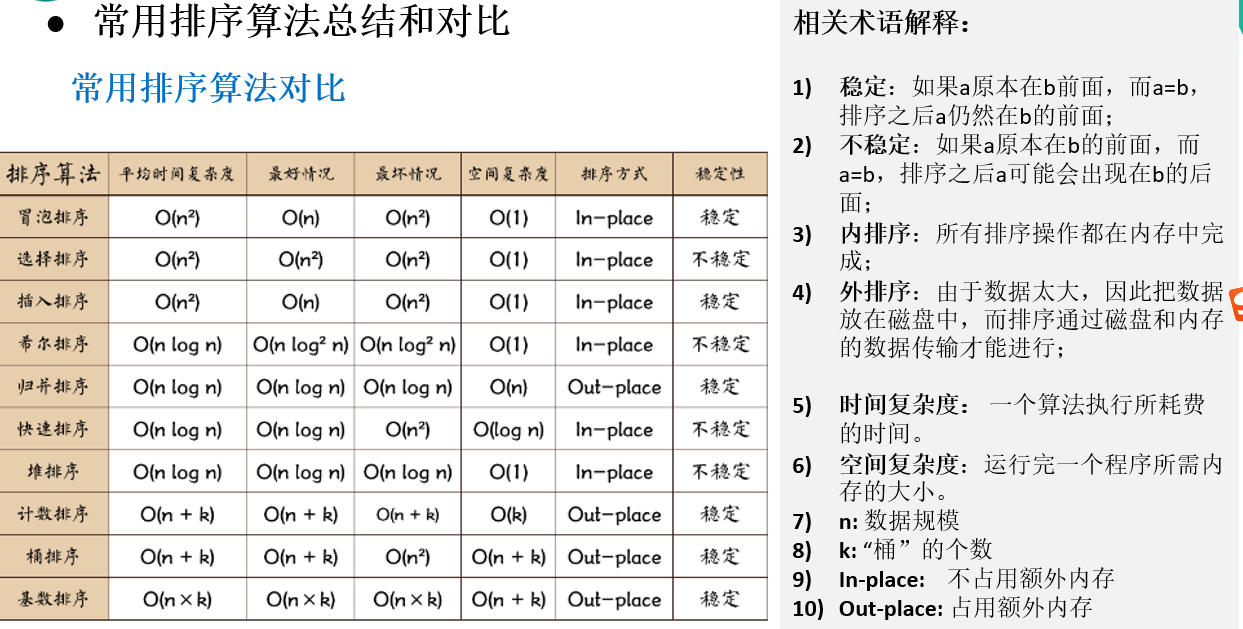 ● 常用排序算法总结和对比
常用排序算法对比
排序算法 平均时间复杂度 最好情况 最坏情况 空间复杂度 排序方式 稳定性
冒泡排序 O(n²) O(n) O(n²) O(1) In-place 稳定
选择排序 O(n²) O(n²) O(n²) O(1) In-place 不稳定
插入排序 O(n²) O(n) O(n²) O(1) In-place 稳定
希尔排序 O(n log n) O(n log² n) O(n log² n) O(1) In-place 不稳定
归并排序 O(n log n) O(n log n) O(n log n) O(n) Out-place 稳定
快速排序 O(n log n) O(n log n) O(n²) O(log n) In-place 不稳定
堆排序 O(n log n) O(n log n) O(n log n) O(1) In-place 不稳定
计数排序 O(n + k) O(n + k) O(n + k) O(k) Out-place 稳定
桶排序 O(n + k) O(n + k) O(n²) O(n + k) Out-place 稳定
基数排序 O(n×k) O(n×k) O(n×k) O(n + k) Out-place 稳定
相关术语解释：
1) 稳定：如果a原本在b前面，而a=b，
排序之后a仍然在b的前面；
2) 不稳定：如果a原本在b的前面，而
a=b，排序之后a可能会出现在b的后
面；
3) 内排序：所有排序操作都在内存中完
成；
4) 外排序：由于数据太大，因此把数据
放在磁盘中，而排序通过磁盘和内存
的数据传输才能进行；
5) 时间复杂度： 一个算法执行所耗费
的时间。
6) 空间复杂度：运行完一个程序所需内
存的大小。
7) n: 数据规模
8) k: “桶”的个数
9) In-place: 不占用额外内存
10) Out-place: 占用额外内存